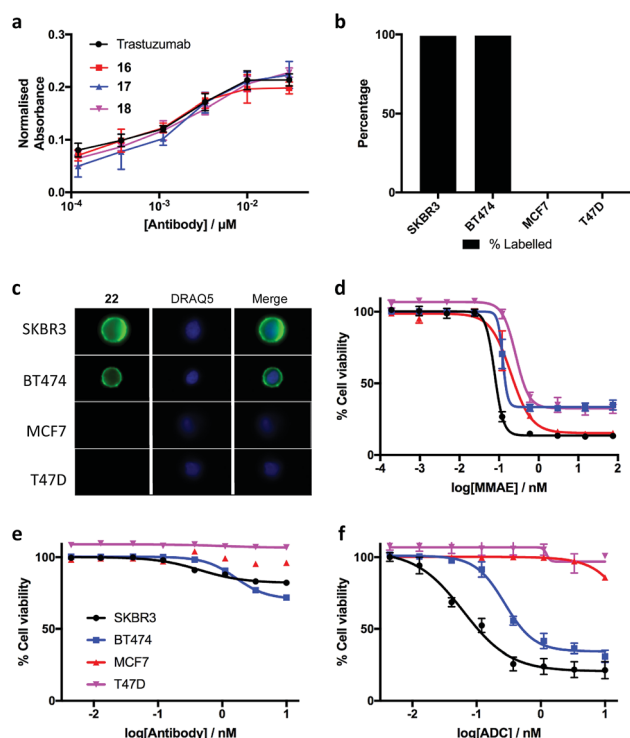 a
Normalised
Absorbance
0.3
0.2
0.1
0.0
10⁻⁴
10⁻³
10⁻²
[Antibody] / µM
Trastuzumab
16
17
18
b
Percentage
100
50
0
SKBR3
BT474
MCF7
T47D
% Labelled
c
22 DRAQ5 Merge
SKBR3
BT474
MCF7
T47D
d
% Cell viability
100
50
0
-4 -3 -2 -1 0 1 2
log[MMAE] / nM
e
% Cell viability
100
50
0
SKBR3
BT474
MCF7
T47D
-2 -1 0 1
log[Antibody] / nM
f
% Cell viability
100
50
0
-2 -1 0 1
log[ADC] / nM